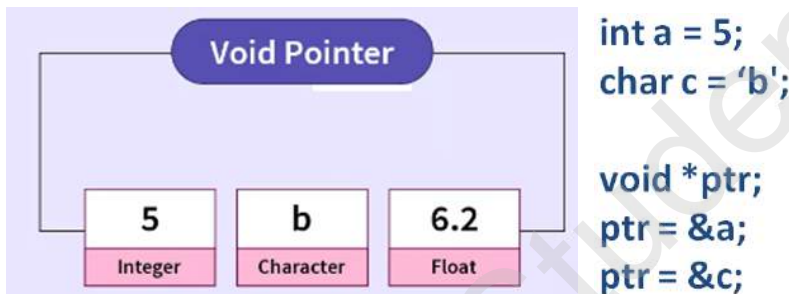 Void Pointer
5
b
6.2
Integer
Character
Float
int a = 5;
char c = ‘b';
void *ptr;
ptr = &a;
ptr = &c;